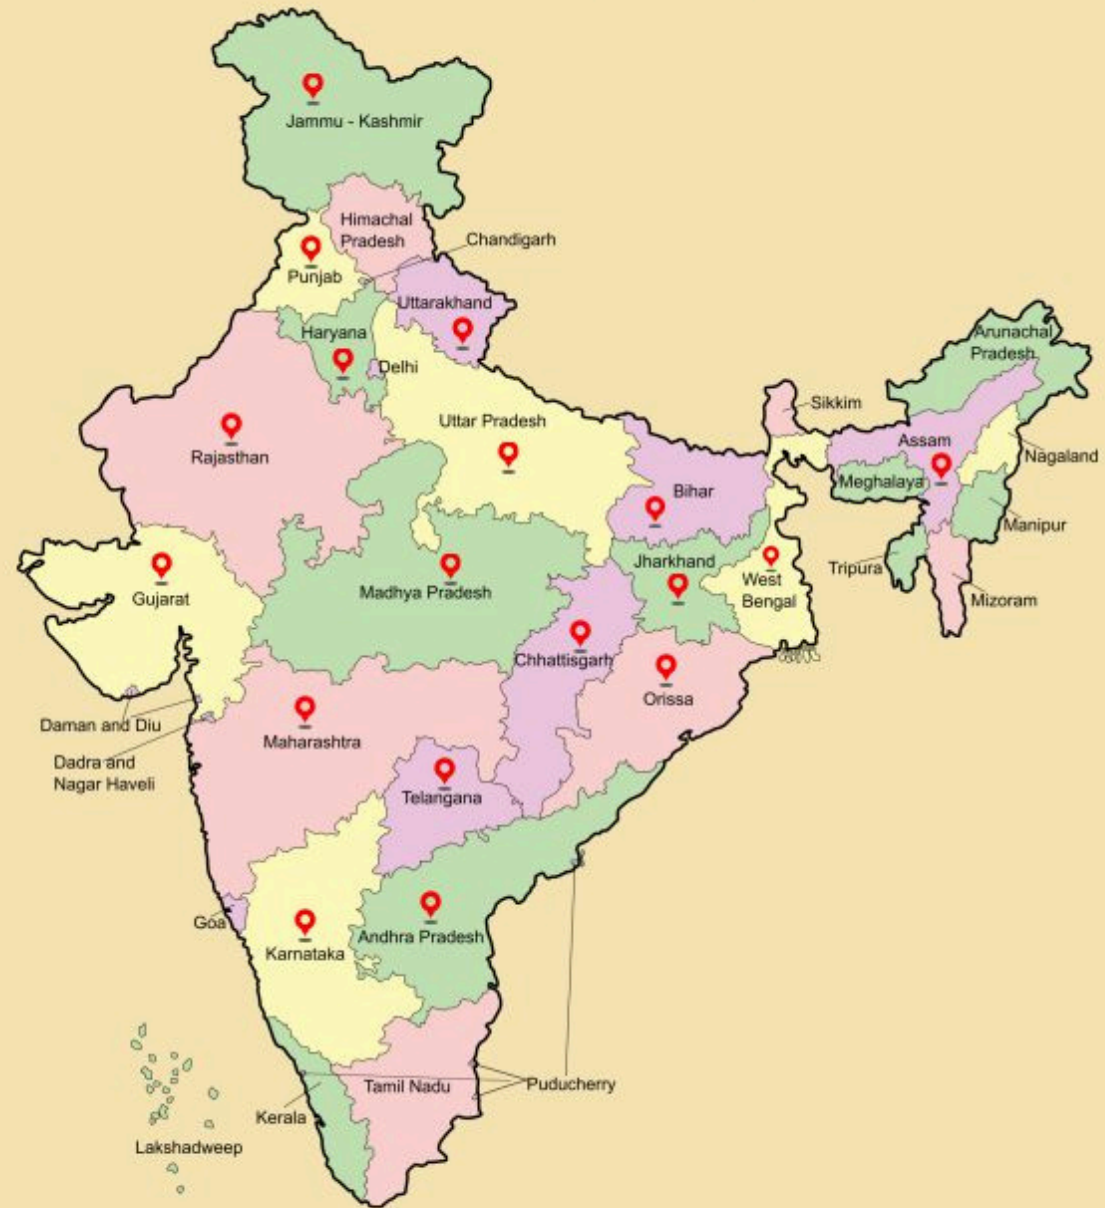 Jammu - Kashmir
Himachal
Pradesh
Chandigarh
Punjab
Uttarakhand
Haryana
Delhi
Arunachal
Pradesh
Sikkim
Uttar Pradesh
Rajasthan
Assam
Nagaland
Meghalaya
Bihar
Manipur
Jharkhand
Tripura
West
Bengal
Madhya Pradesh
Gujarat
Mizoram
Chhattisgarh
Orissa
Daman and Diu
Maharashtra
Dadra and
Nagar Haveli
Telangana
Goa
Andhra Pradesh
Karnataka
Tamil Nadu
Puducherry
Kerala
Lakshadweep